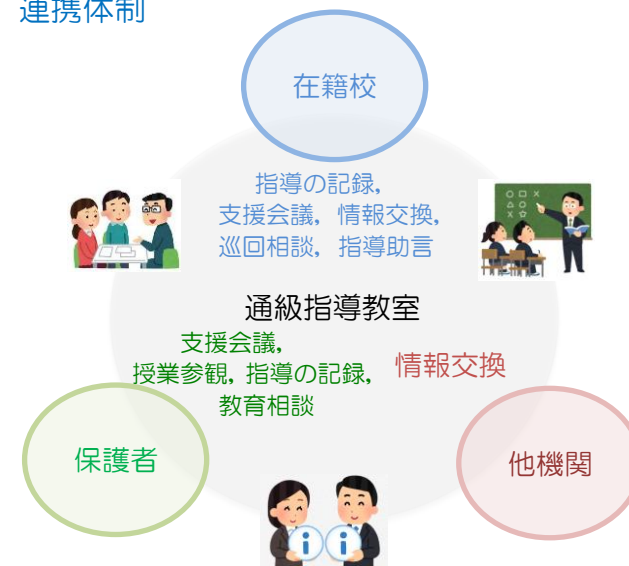 連携体制
在籍校
指導の記録,
支援会議, 情報交換,
巡回相談, 指導助言
通級指導教室
支援会議,
授業参観, 指導の記録,
教育相談
情報交換
保護者
他機関